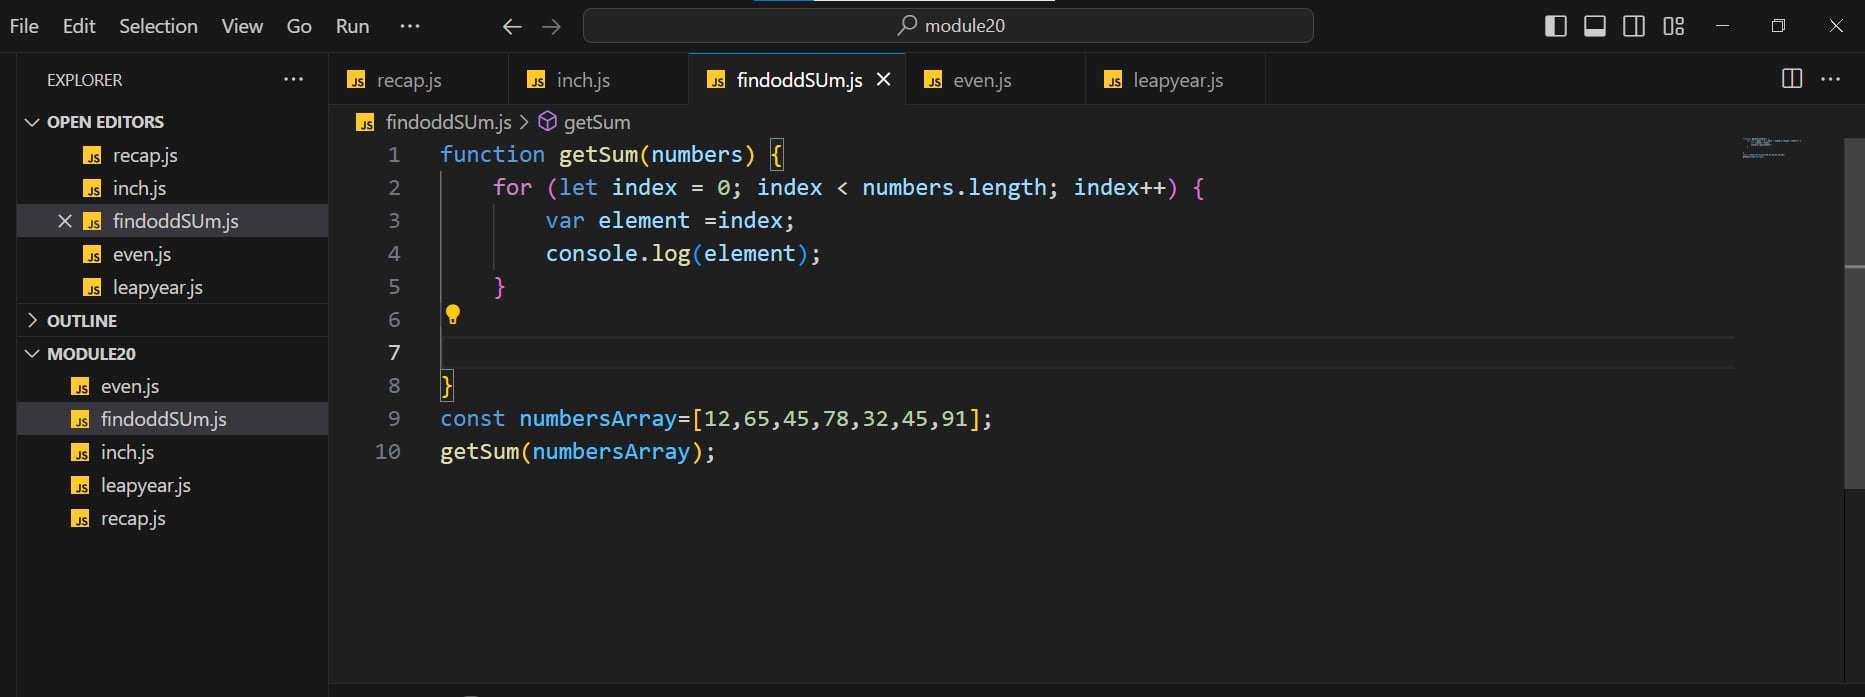 File Edit Selection View Go Run ··· module20
EXPLORER ···
OPEN EDITORS
JS recap.js
JS inch.js
JS findoddSUm.js
JS even.js
JS leapyear.js
OUTLINE
MODULE20
JS even.js
JS findoddSUm.js
JS inch.js
JS leapyear.js
JS recap.js
JS recap.js JS inch.js JS findoddSUm.js JS even.js JS leapyear.js ···
JS findoddSUm.js > getSum
1 function getSum(numbers) {
2 for (let index = 0; index < numbers.length; index++) {
3 var element =index;
4 console.log(element);
5 }
6
7
8 }
9 const numbersArray=[12,65,45,78,32,45,91];
10 getSum(numbersArray);